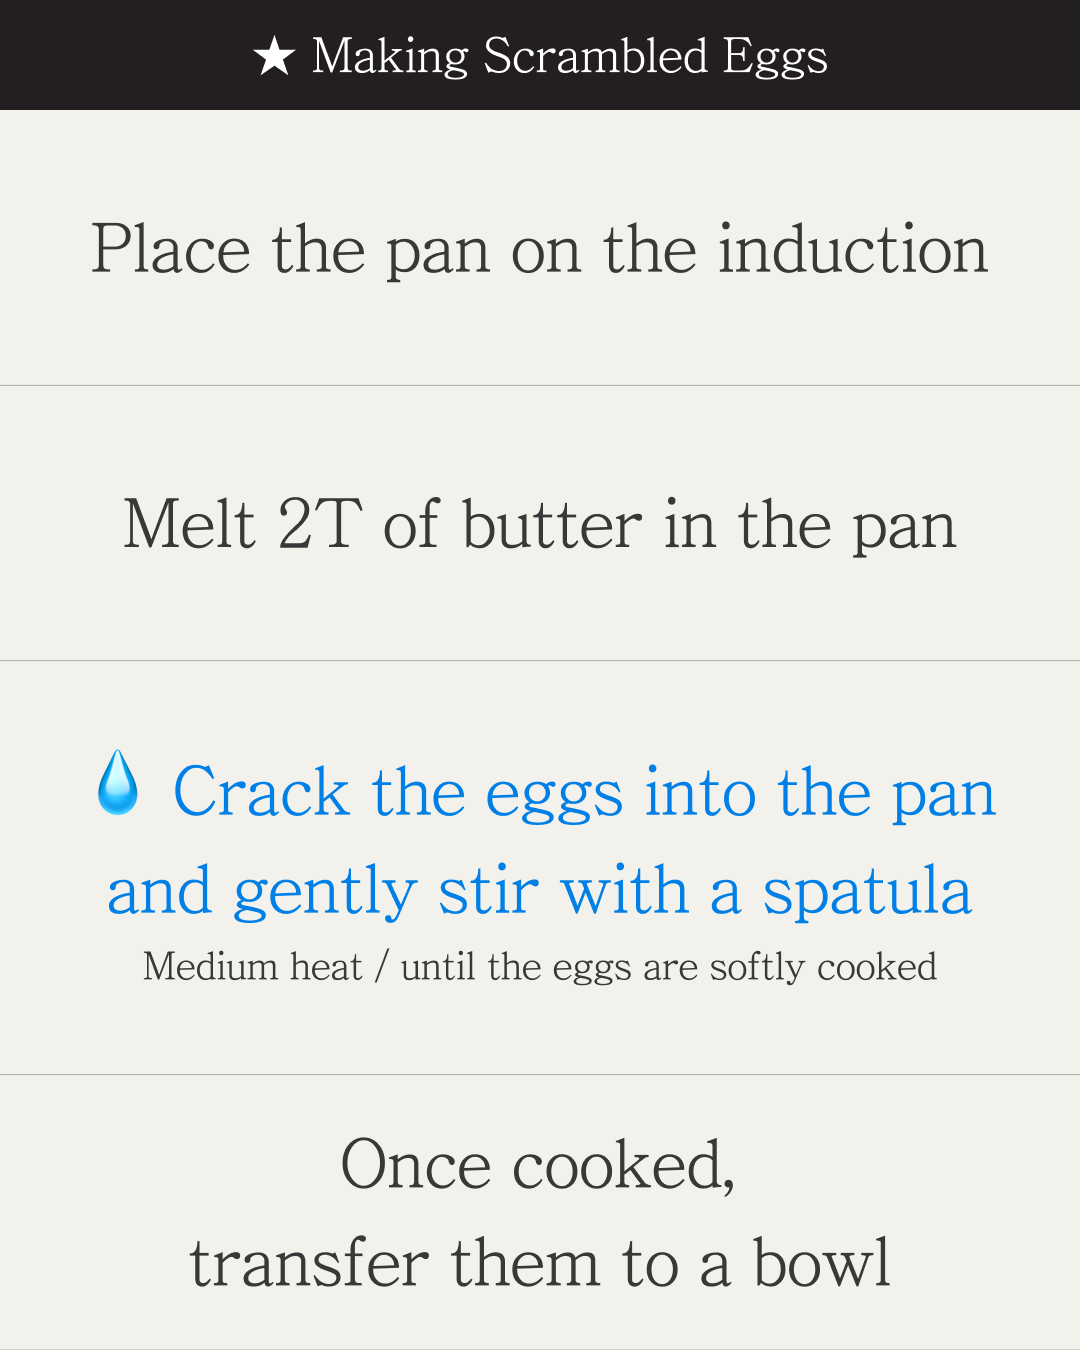 ★ Making Scrambled Eggs
Place the pan on the induction
Melt 2T of butter in the pan
💧 Crack the eggs into the pan
and gently stir with a spatula
Medium heat / until the eggs are softly cooked
Once cooked,
transfer them to a bowl